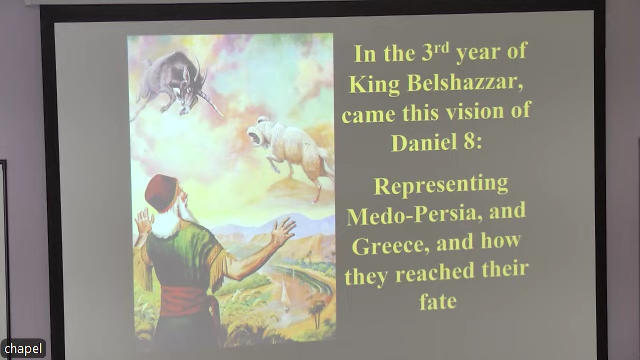 In the 3rd year of
King Belshazzar,
came this vision of
Daniel 8:
Representing
Medo-Persia, and
Greece, and how
they reached their
fate
chapel